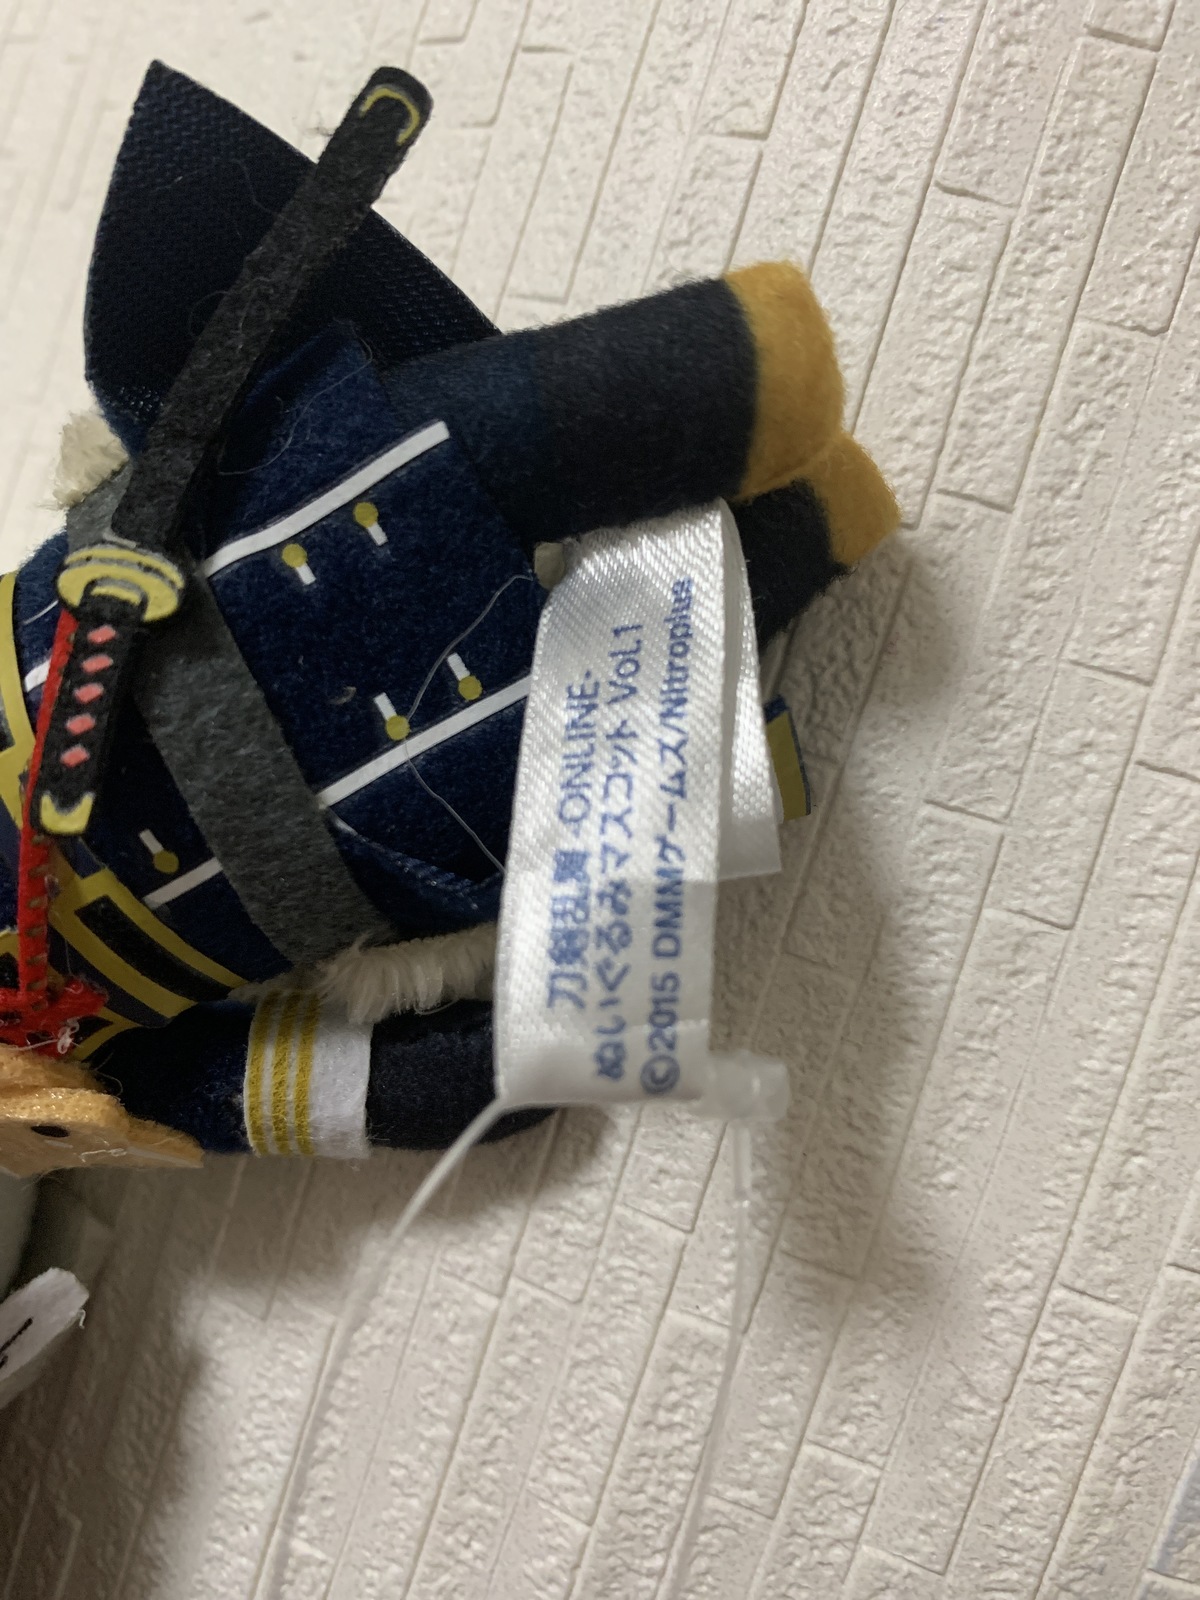 刀剣乱舞 -ONLINE-
ぬいぐるみマスコット Vol.1
©2015 DMMゲームズ/Nitroplus